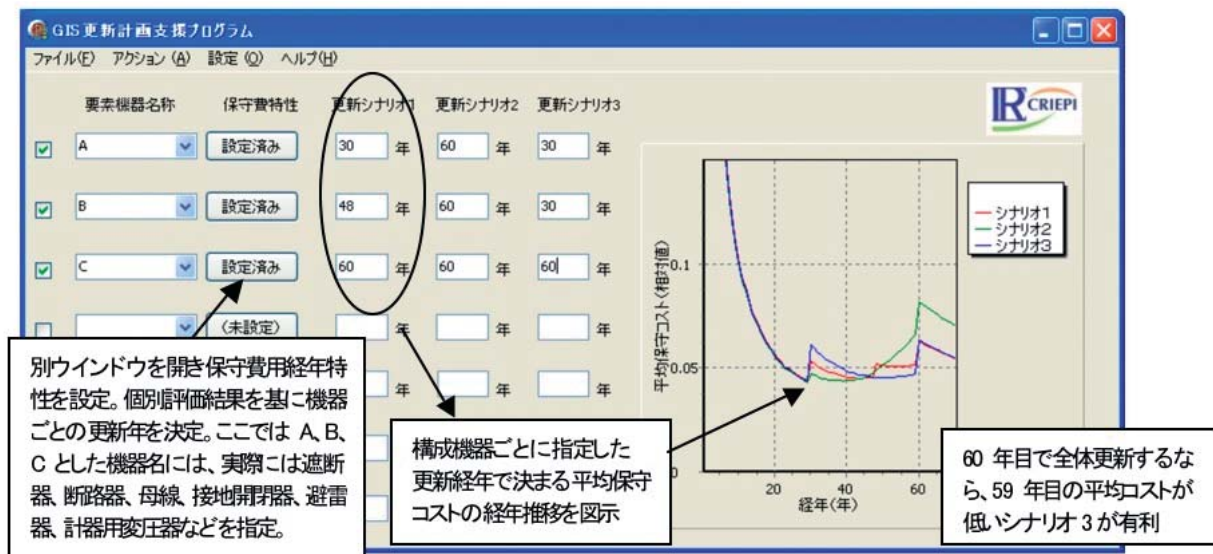 GIS更新計画支援プログラム
ファイル(F) アクション(A) 設定(O) ヘルプ(H)
要素機器名称 保守費特性 更新シナリオ1 更新シナリオ2 更新シナリオ3
A 設定済み 30 年 60 年 30 年
B 設定済み 48 年 60 年 30 年
C 設定済み 60 年 60 年 60 年
(未設定) 年 年 年
年 年
CRIEPI
シナリオ1
シナリオ2
シナリオ3
平均保守コスト(相対値)
0.1
0.05
0
20 40 60
経年(年)
別ウインドウを開き保守費用経年特
性を設定。個別評価結果を基に機器
ごとの更新年を決定。ここでは A、B、
C とした機器名には、実際には遮断
器、断路器、母線、接地開閉器、避雷
器、計器用変圧器などを指定。
構成機器ごとに指定した
更新経年で決まる平均保守
コストの経年推移を図示
60 年目で全体更新するな
ら、59 年目の平均コストが
低いシナリオ 3 が有利